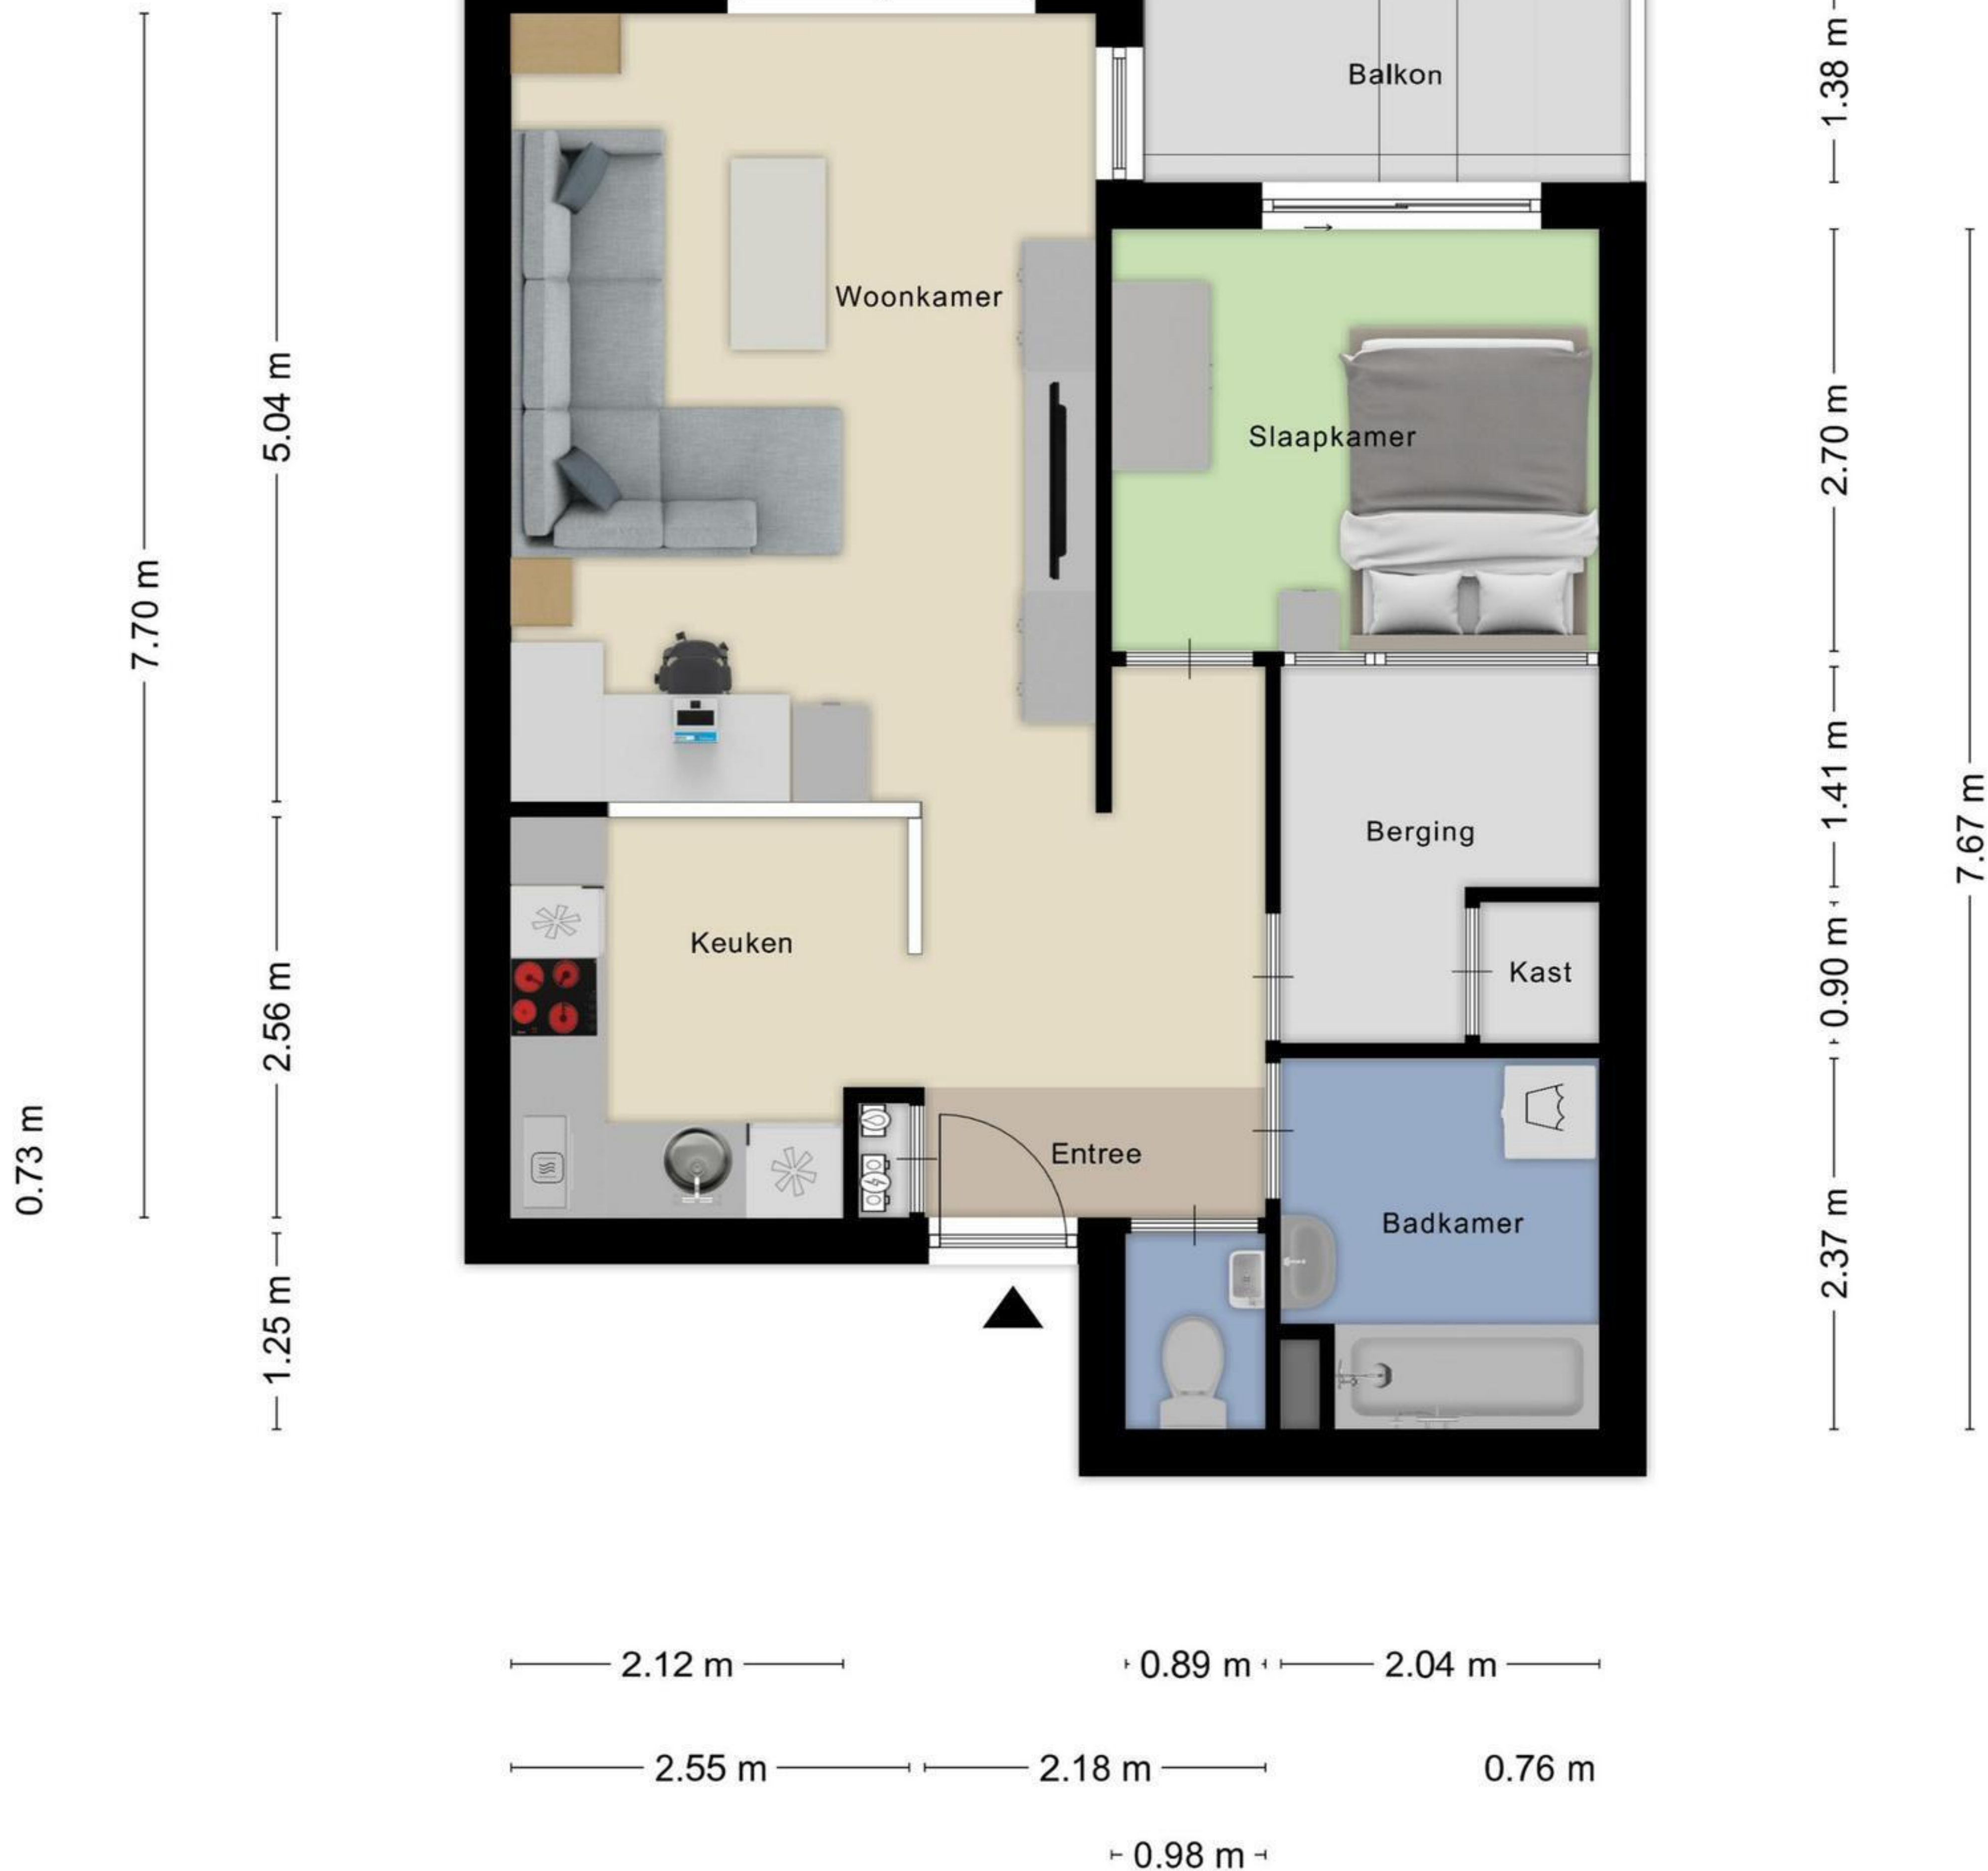 Balkon
1.38 m
Woonkamer
5.04 m
Slaapkamer
2.70 m
7.70 m
1.41 m
Berging
7.67 m
Keuken
Kast
0.90 m
2.56 m
0.73 m
Entree
Badkamer
2.37 m
1.25 m
2.12 m
0.89 m
2.04 m
2.55 m
2.18 m
0.76 m
0.98 m